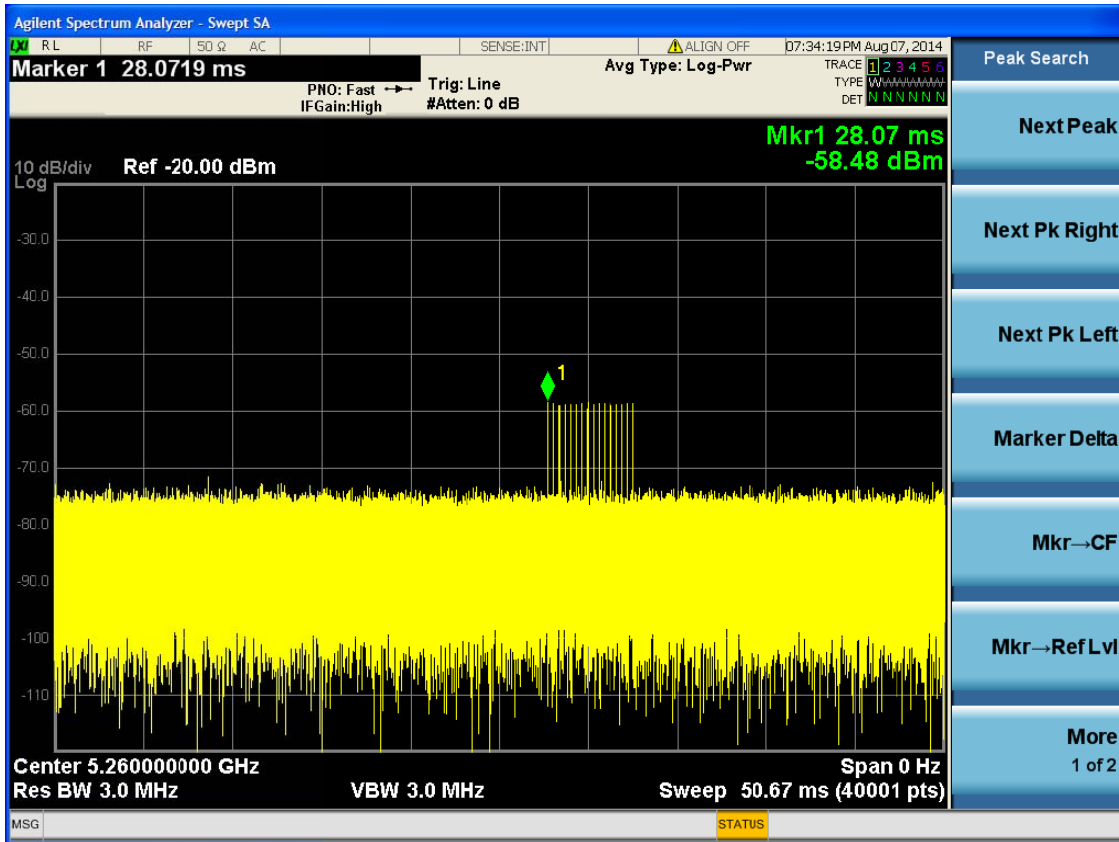 Agilent Spectrum Analyzer - Swept SA
LXI RL RF 50 Ω AC SENSE:INT ALIGN OFF 07:34:19 PM Aug 07, 2014
Marker 1 28.0719 ms
PNO: Fast
IFGain:High
Trig: Line
#Atten: 0 dB
Avg Type: Log-Pwr
TRACE 1 2 3 4 5 6
TYPE WWWWWW
DET N N N N N N
Mkr1 28.07 ms
-58.48 dBm
10 dB/div
Log
Ref -20.00 dBm
-30.0
-40.0
-50.0
-60.0
-70.0
-80.0
-90.0
-100
-110
1
Center 5.260000000 GHz
Span 0 Hz
Res BW 3.0 MHz
VBW 3.0 MHz
Sweep 50.67 ms (40001 pts)
MSG
STATUS
Peak Search
Next Peak
Next Pk Right
Next Pk Left
Marker Delta
Mkr→CF
Mkr→Ref Lvl
More
1 of 2